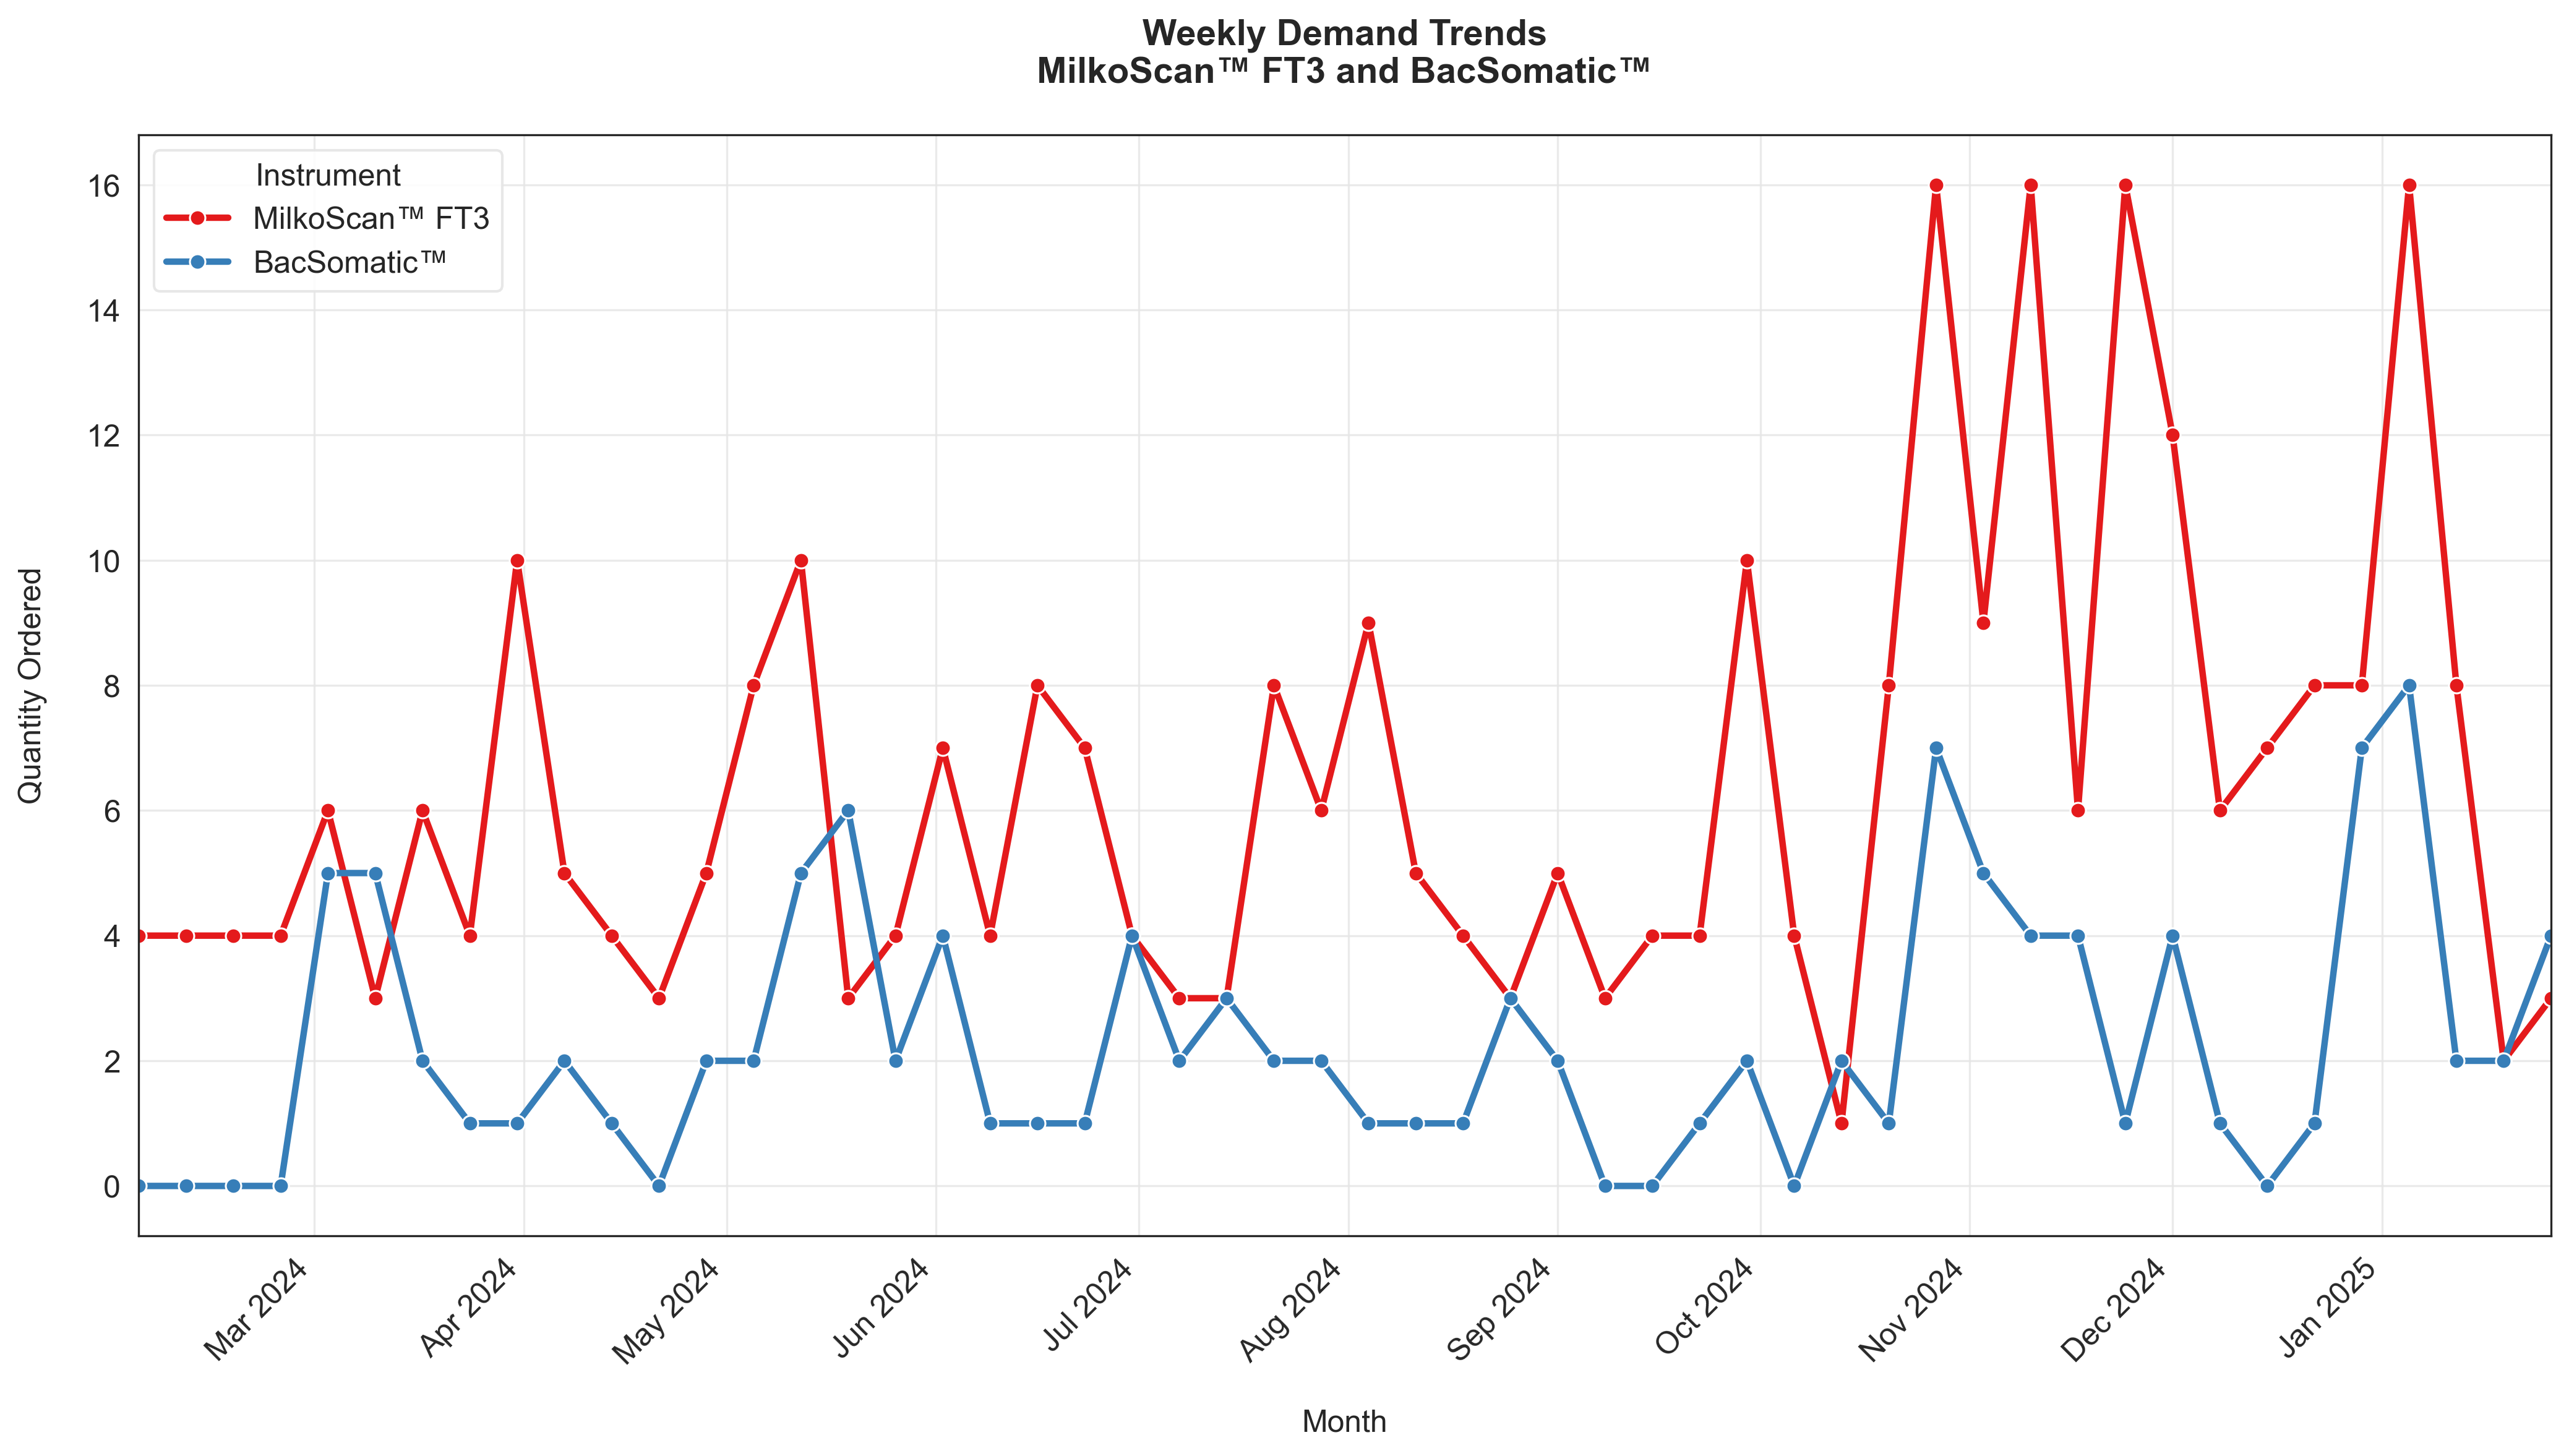 Weekly Demand Trends
MilkoScan™ FT3 and BacSomatic™
Instrument
MilkoScan™ FT3
BacSomatic™
Quantity Ordered
16
14
12
10
8
6
4
2
0
Mar 2024
Apr 2024
May 2024
Jun 2024
Jul 2024
Aug 2024
Sep 2024
Oct 2024
Nov 2024
Dec 2024
Jan 2025
Month